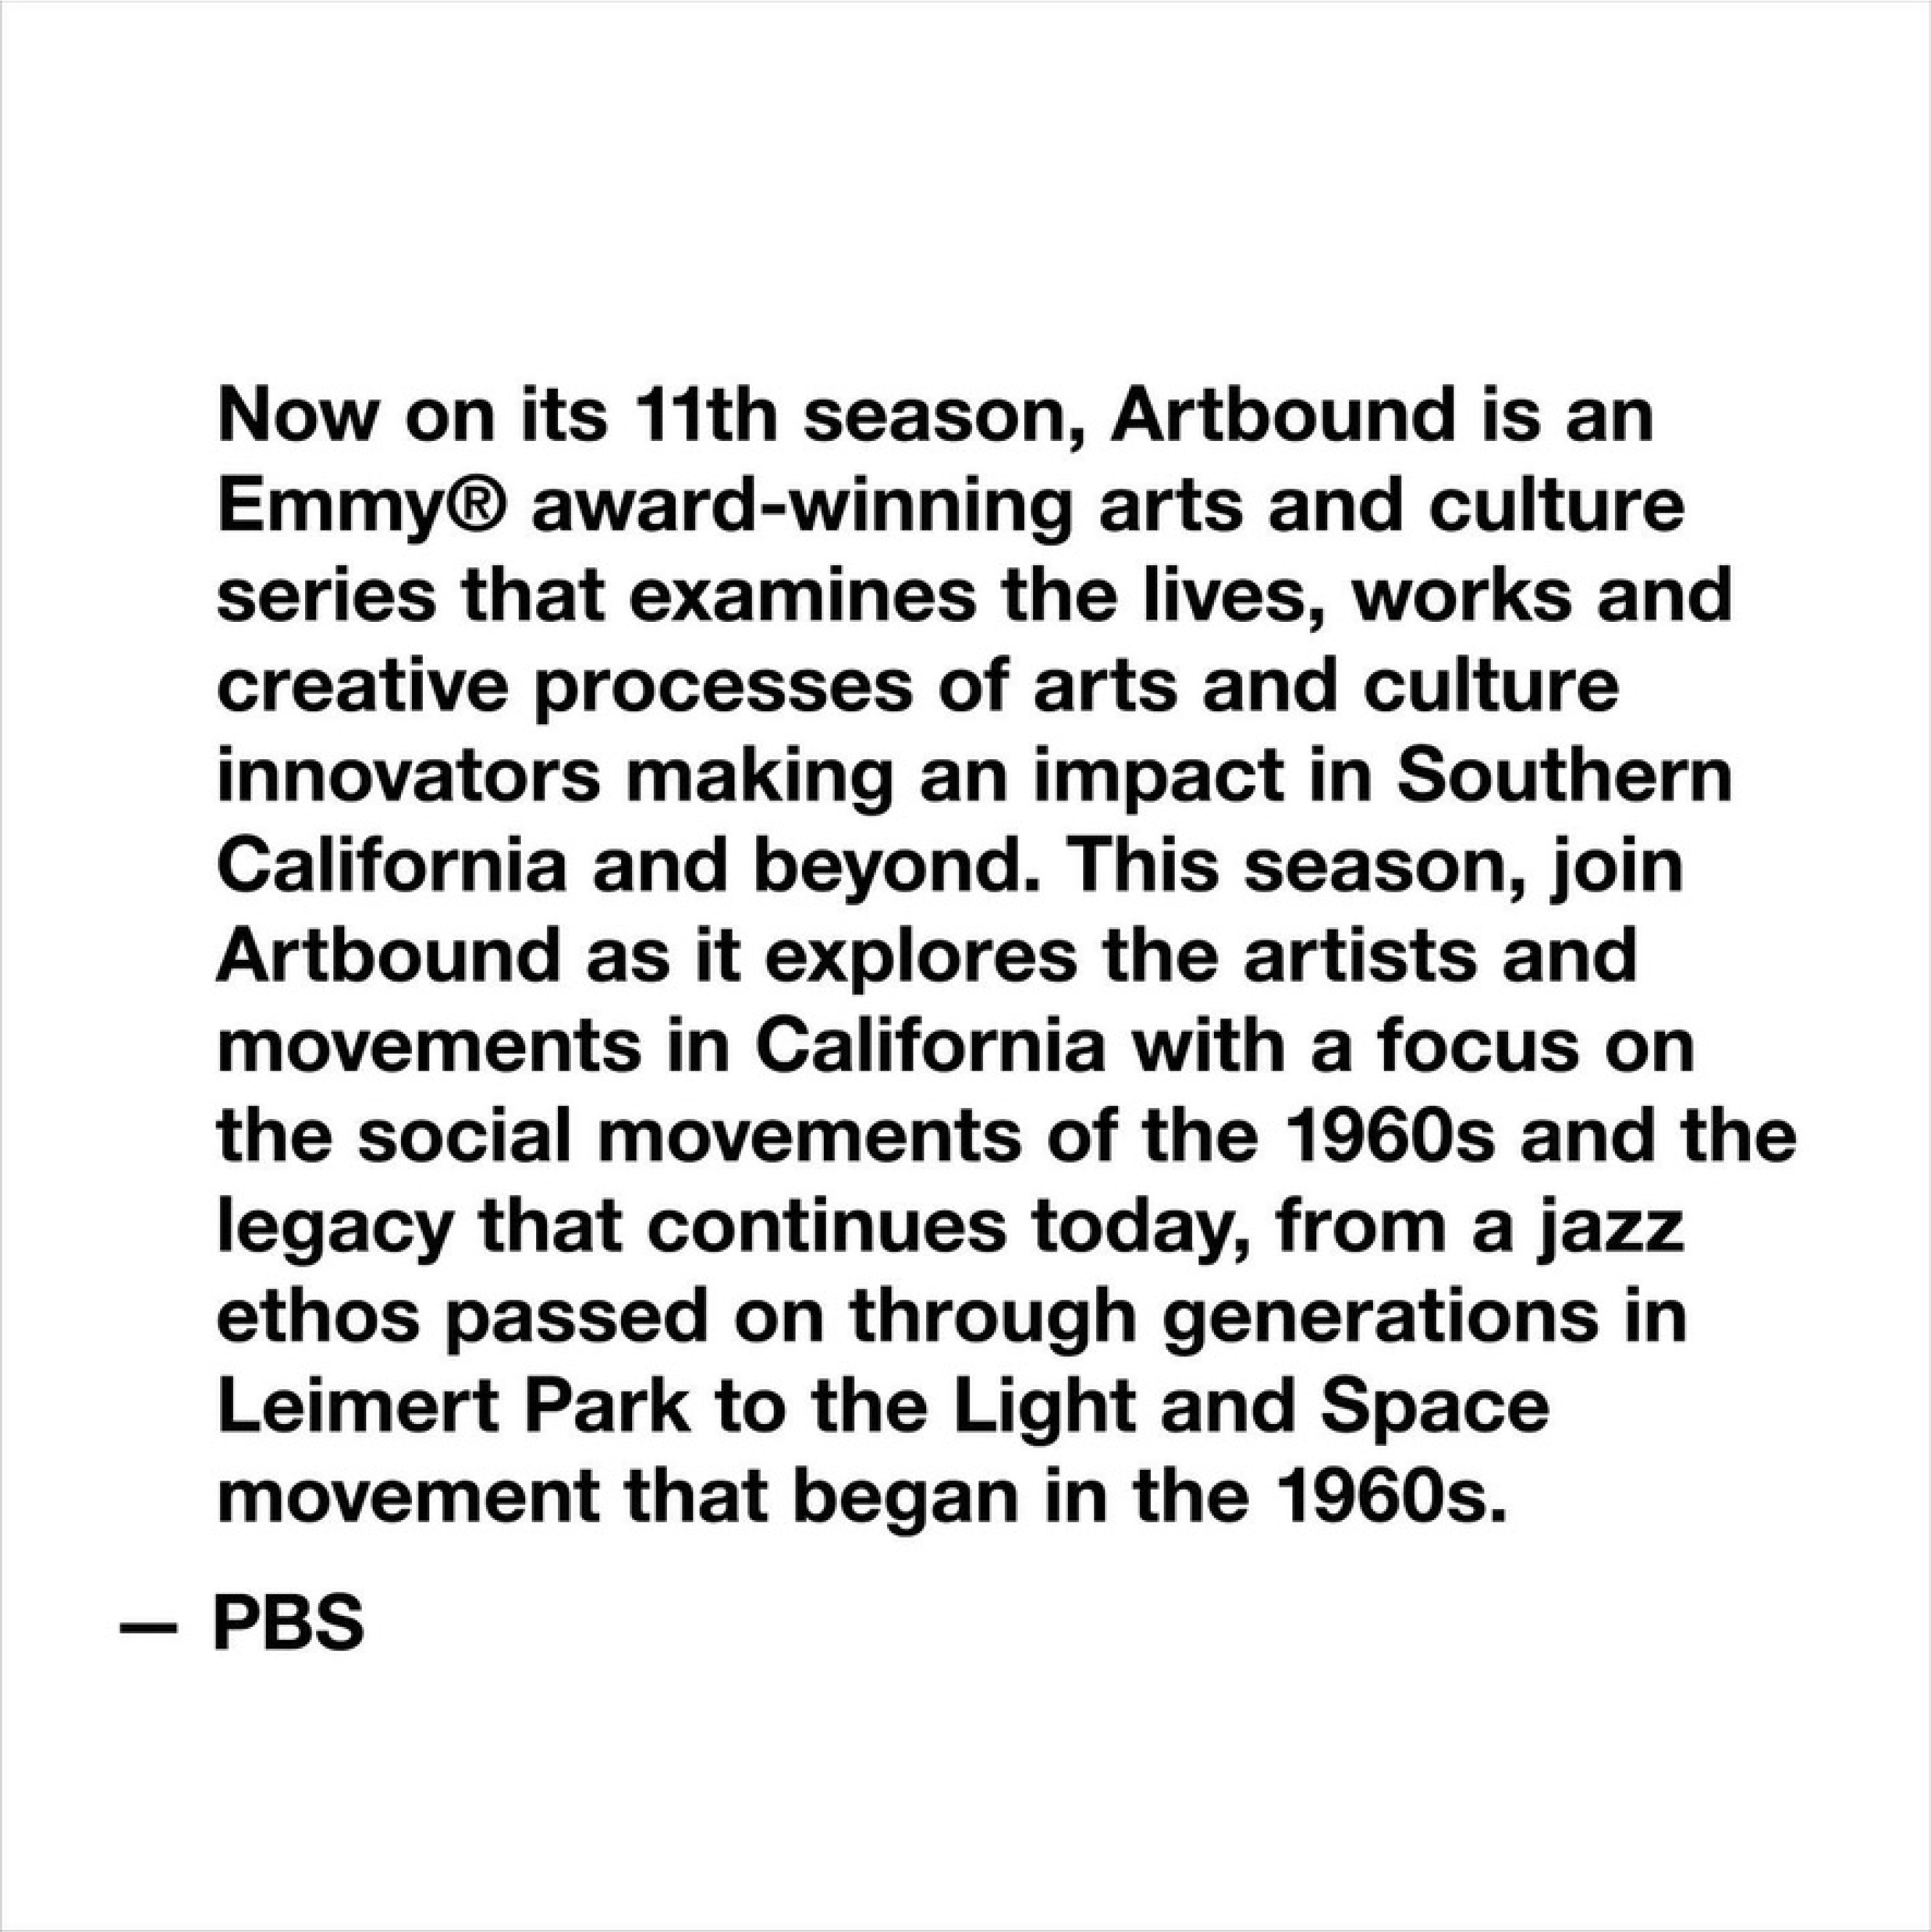 Now on its 11th season, Artbound is an
Emmy® award-winning arts and culture
series that examines the lives, works and
creative processes of arts and culture
innovators making an impact in Southern
California and beyond. This season, join
Artbound as it explores the artists and
movements in California with a focus on
the social movements of the 1960s and the
legacy that continues today, from a jazz
ethos passed on through generations in
Leimert Park to the Light and Space
movement that began in the 1960s.
— PBS